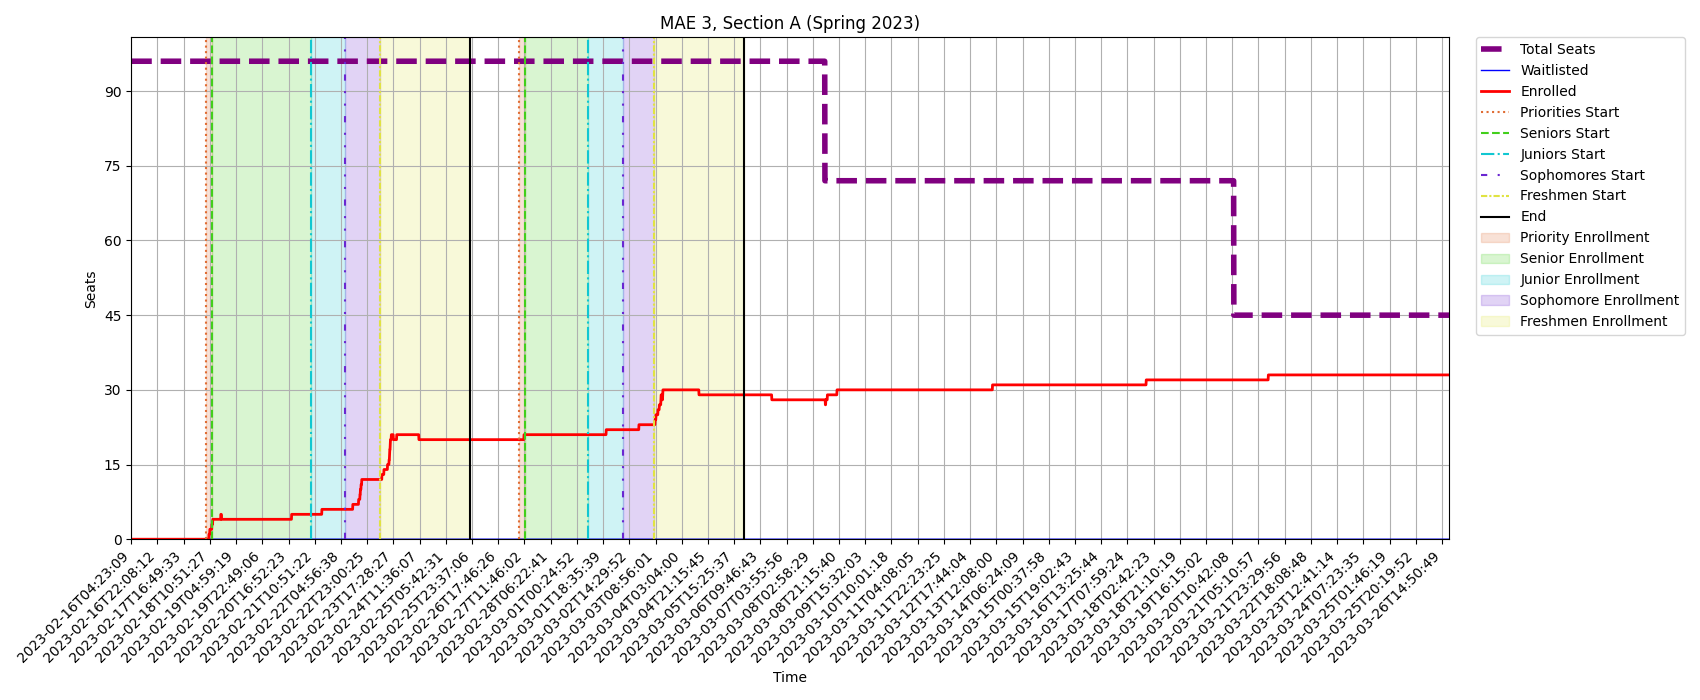 MAE 3, Section A (Spring 2023)
Seats
90
75
60
45
30
15
0
2023-02-16T04:23:09
2023-02-16T22:08:12
2023-02-17T16:49:33
2023-02-18T10:51:27
2023-02-19T04:59:19
2023-02-19T22:49:06
2023-02-20T16:52:23
2023-02-21T10:51:22
2023-02-22T04:56:38
2023-02-22T23:00:25
2023-02-23T17:28:27
2023-02-24T11:36:07
2023-02-25T05:42:31
2023-02-25T23:37:06
2023-02-26T17:46:26
2023-02-27T11:46:02
2023-02-28T06:22:41
2023-03-01T00:24:52
2023-03-01T18:35:39
2023-03-02T14:29:52
2023-03-03T08:56:01
2023-03-04T03:04:00
2023-03-04T21:15:45
2023-03-05T15:25:37
2023-03-06T09:46:43
2023-03-07T03:55:56
2023-03-08T02:58:29
2023-03-08T21:15:40
2023-03-09T15:32:03
2023-03-10T10:01:18
2023-03-11T04:08:05
2023-03-11T22:23:25
2023-03-12T17:44:04
2023-03-13T12:08:00
2023-03-14T06:24:09
2023-03-15T00:37:58
2023-03-15T19:02:43
2023-03-16T13:25:44
2023-03-17T07:59:24
2023-03-18T02:42:23
2023-03-18T21:10:19
2023-03-19T16:15:02
2023-03-20T10:42:08
2023-03-21T05:10:57
2023-03-21T23:29:56
2023-03-22T18:08:48
2023-03-23T12:41:14
2023-03-24T07:23:35
2023-03-25T01:46:19
2023-03-25T20:19:52
2023-03-26T14:50:49
Time
Total Seats
Waitlisted
Enrolled
Priorities Start
Seniors Start
Juniors Start
Sophomores Start
Freshmen Start
End
Priority Enrollment
Senior Enrollment
Junior Enrollment
Sophomore Enrollment
Freshmen Enrollment